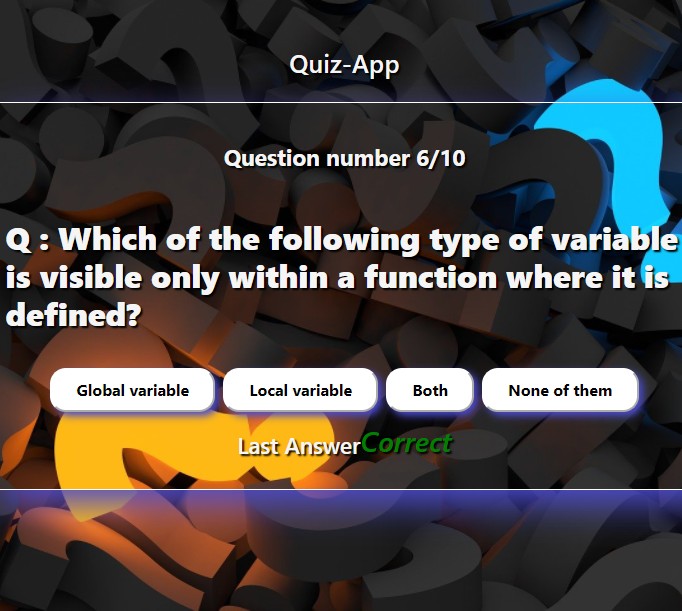 Quiz-App
Question number 6/10
Q : Which of the following type of variable
is visible only within a function where it is
defined?
Global variable Local variable Both None of them
Last AnswerCorrect